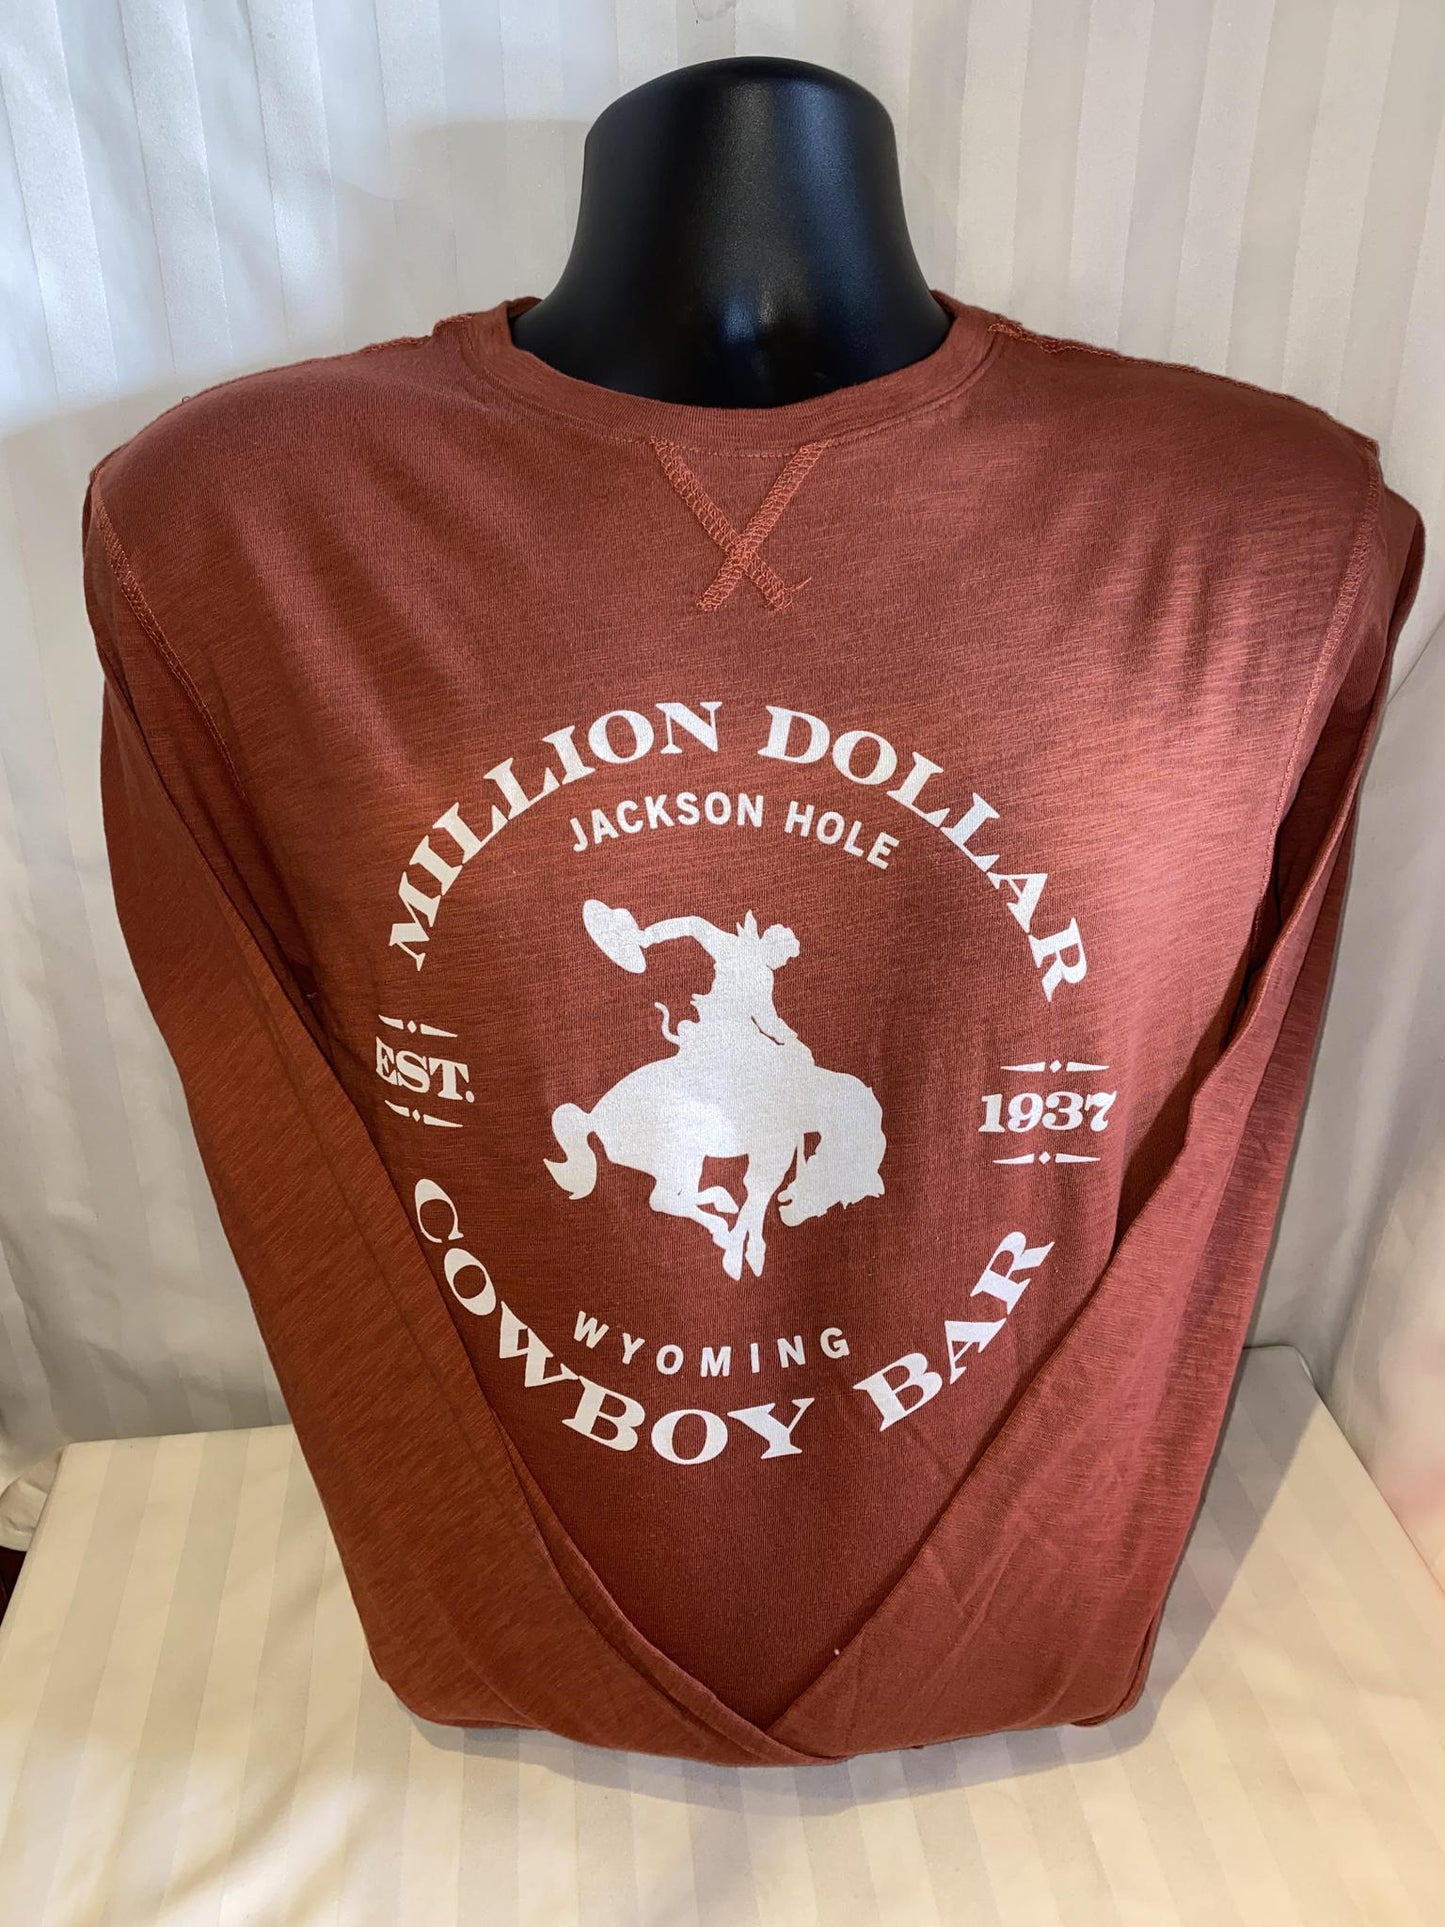 MILLION DOLLAR
JACKSON HOLE
EST.
1937
WYOMING
COWBOY BAR